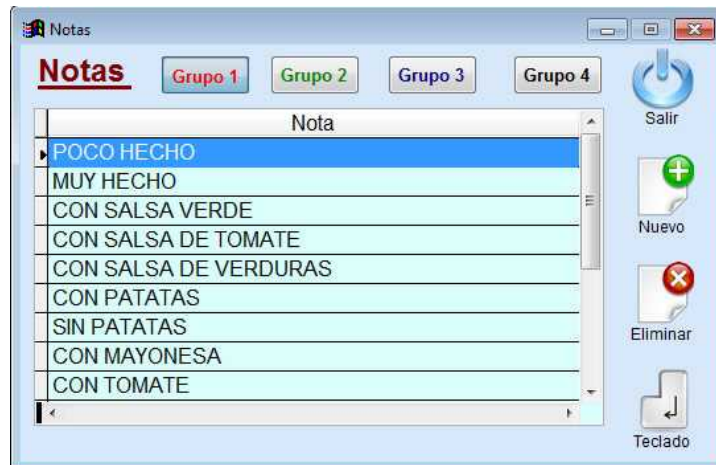 Notas
Notas Grupo 1 Grupo 2 Grupo 3 Grupo 4
Salir
Nota
POCO HECHO
MUY HECHO
CON SALSA VERDE
CON SALSA DE TOMATE
CON SALSA DE VERDURAS
CON PATATAS
SIN PATATAS
CON MAYONESA
CON TOMATE
Nuevo
Eliminar
Teclado